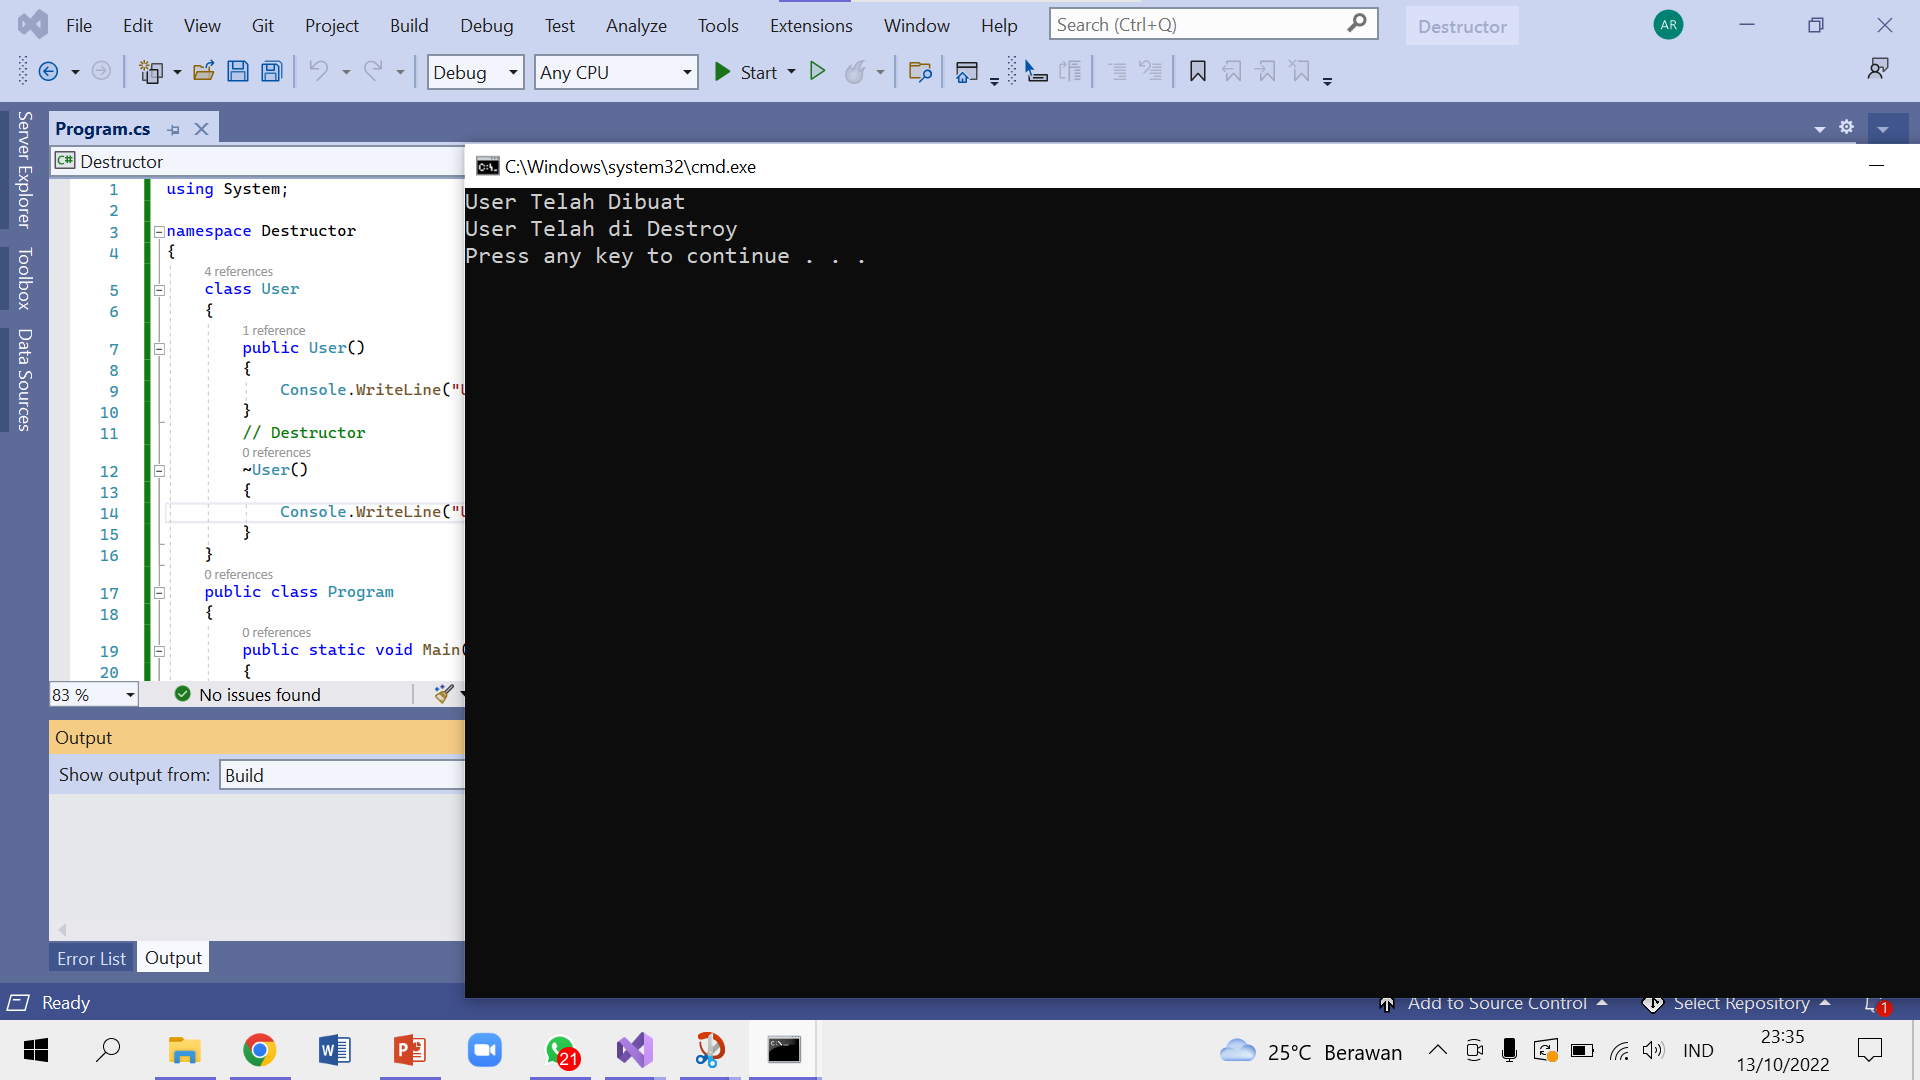 File Edit View Git Project Build Debug Test Analyze Tools Extensions Window Help Search (Ctrl+Q) Destructor AR
Debug Any CPU Start
Server Explorer
Toolbox
Data Sources
Program.cs
C# Destructor
1 using System;
2
3 namespace Destructor
4 {
4 references
5 class User
6 {
1 reference
7 public User()
8 {
9 Console.WriteLine("U
10 }
11 // Destructor
0 references
12 ~User()
13 {
14 Console.WriteLine("U
15 }
16 }
0 references
17 public class Program
18 {
0 references
19 public static void Main(
20 {
83 % No issues found
Output
Show output from: Build
Error List Output
C:\Windows\system32\cmd.exe
User Telah Dibuat
User Telah di Destroy
Press any key to continue . . .
Ready Add to Source Control Select Repository 1
21
25°C Berawan IND 23:35
13/10/2022